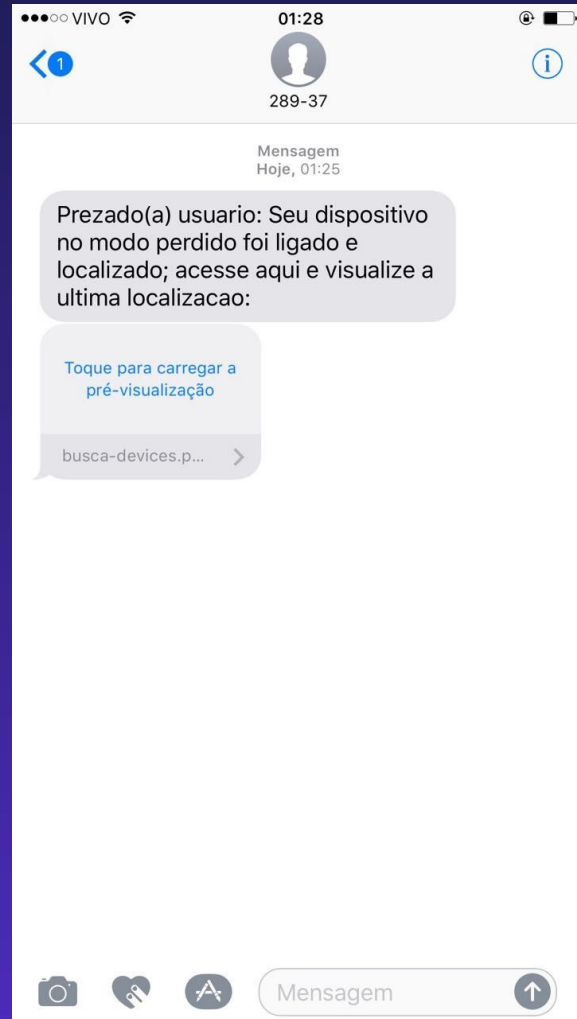 VIVO 01:28
1
289-37
Mensagem
Hoje, 01:25
Prezado(a) usuario: Seu dispositivo
no modo perdido foi ligado e
localizado; acesse aqui e visualize a
ultima localizacao:
Toque para carregar a
pré-visualização
busca-devices.p...
Mensagem